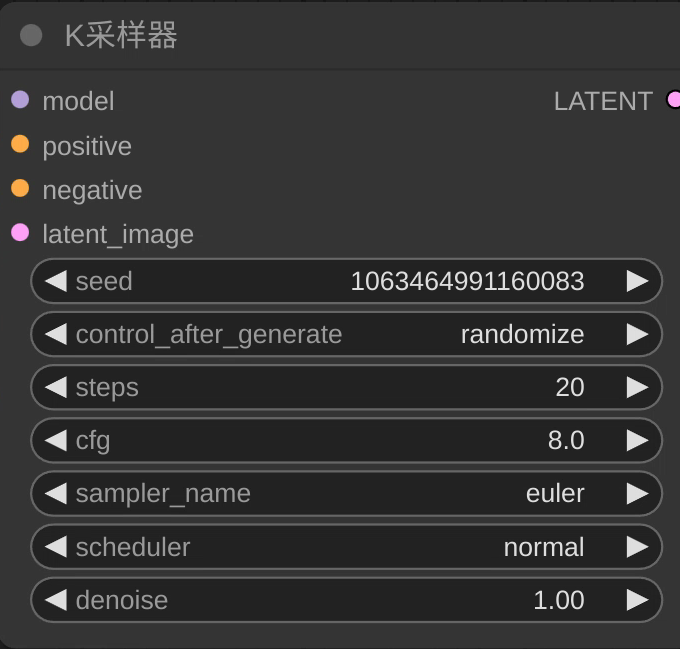 K采样器
model LATENT
positive
negative
latent_image
seed 1063464991160083
control_after_generate randomize
steps 20
cfg 8.0
sampler_name euler
scheduler normal
denoise 1.00